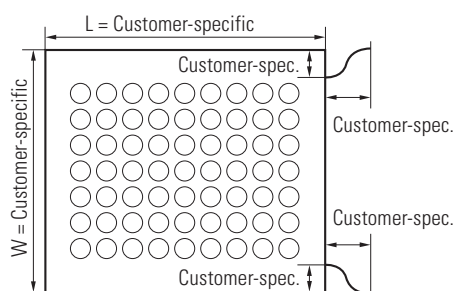 L = Customer-specific
Customer-spec.
Customer-spec.
W = Customer-specific
Customer-spec.
Customer-spec.